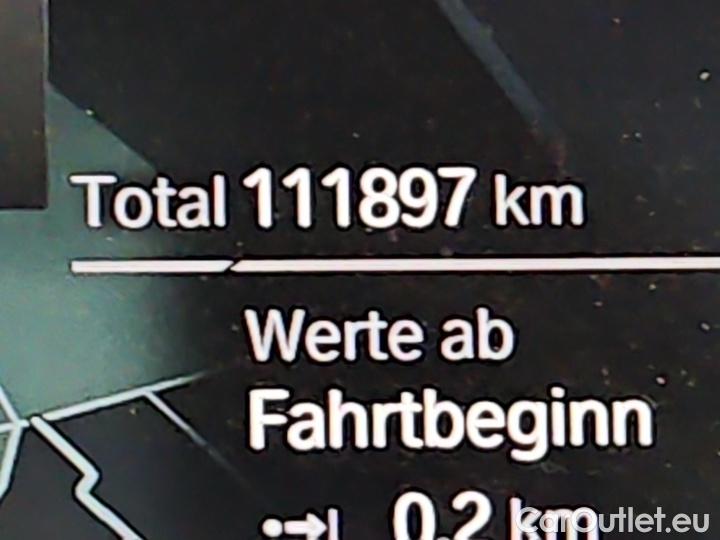 Total 111897 km
Werte ab
Fahrtbeginn
0.2 km
CarOutlet.eu